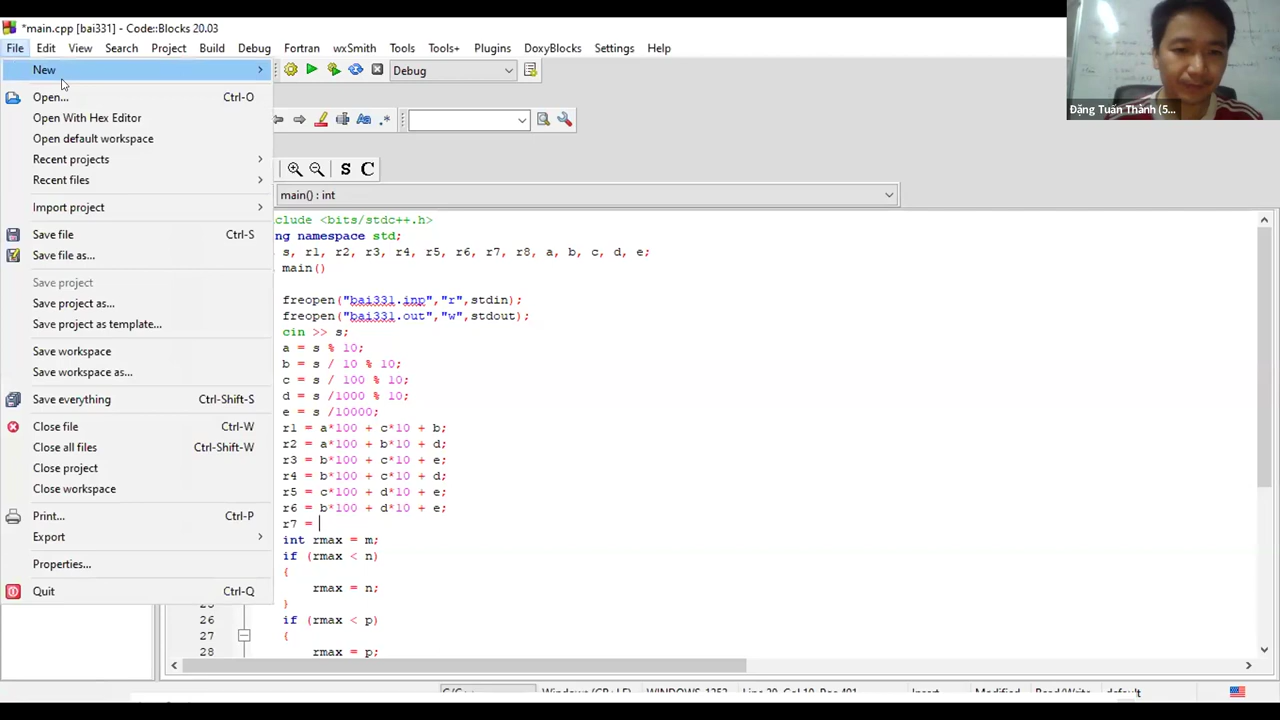 *main.cpp [bai331] - Code::Blocks 20.03
File Edit View Search Project Build Debug Fortran wxSmith Tools Tools+ Plugins DoxyBlocks Settings Help
New
Debug
Open... Ctrl-O
Open With Hex Editor
Open default workspace
Recent projects
Recent files
Import project
Save file Ctrl-S
Save file as...
Save project
Save project as...
Save project as template...
Save workspace
Save workspace as...
Save everything Ctrl-Shift-S
Close file Ctrl-W
Close all files Ctrl-Shift-W
Close project
Close workspace
Print... Ctrl-P
Export
Properties...
Quit Ctrl-Q
Aa .*
S C
main() : int
clude <bits/stdc++.h>
ng namespace std;
s, r1, r2, r3, r4, r5, r6, r7, r8, a, b, c, d, e;
main()
freopen("bai331.inp","r",stdin);
freopen("bai331.out","w",stdout);
cin >> s;
a = s % 10;
b = s / 10 % 10;
c = s / 100 % 10;
d = s /1000 % 10;
e = s /10000;
r1 = a*100 + c*10 + b;
r2 = a*100 + b*10 + d;
r3 = b*100 + c*10 + e;
r4 = b*100 + c*10 + d;
r5 = c*100 + d*10 + e;
r6 = b*100 + d*10 + e;
r7 =
int rmax = m;
if (rmax < n)
{
rmax = n;
25 }
26 if (rmax < p)
27 {
28 rmax = p;
default
Đặng Tuấn Thành (5...